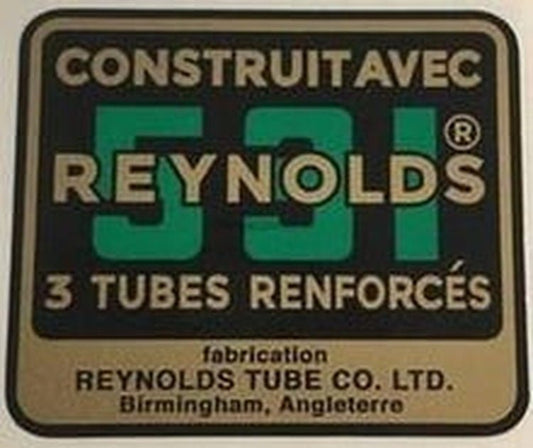 CONSTRUIT AVEC
531
REYNOLDS®
3 TUBES RENFORCÉS
fabrication
REYNOLDS TUBE CO. LTD.
Birmingham, Angleterre